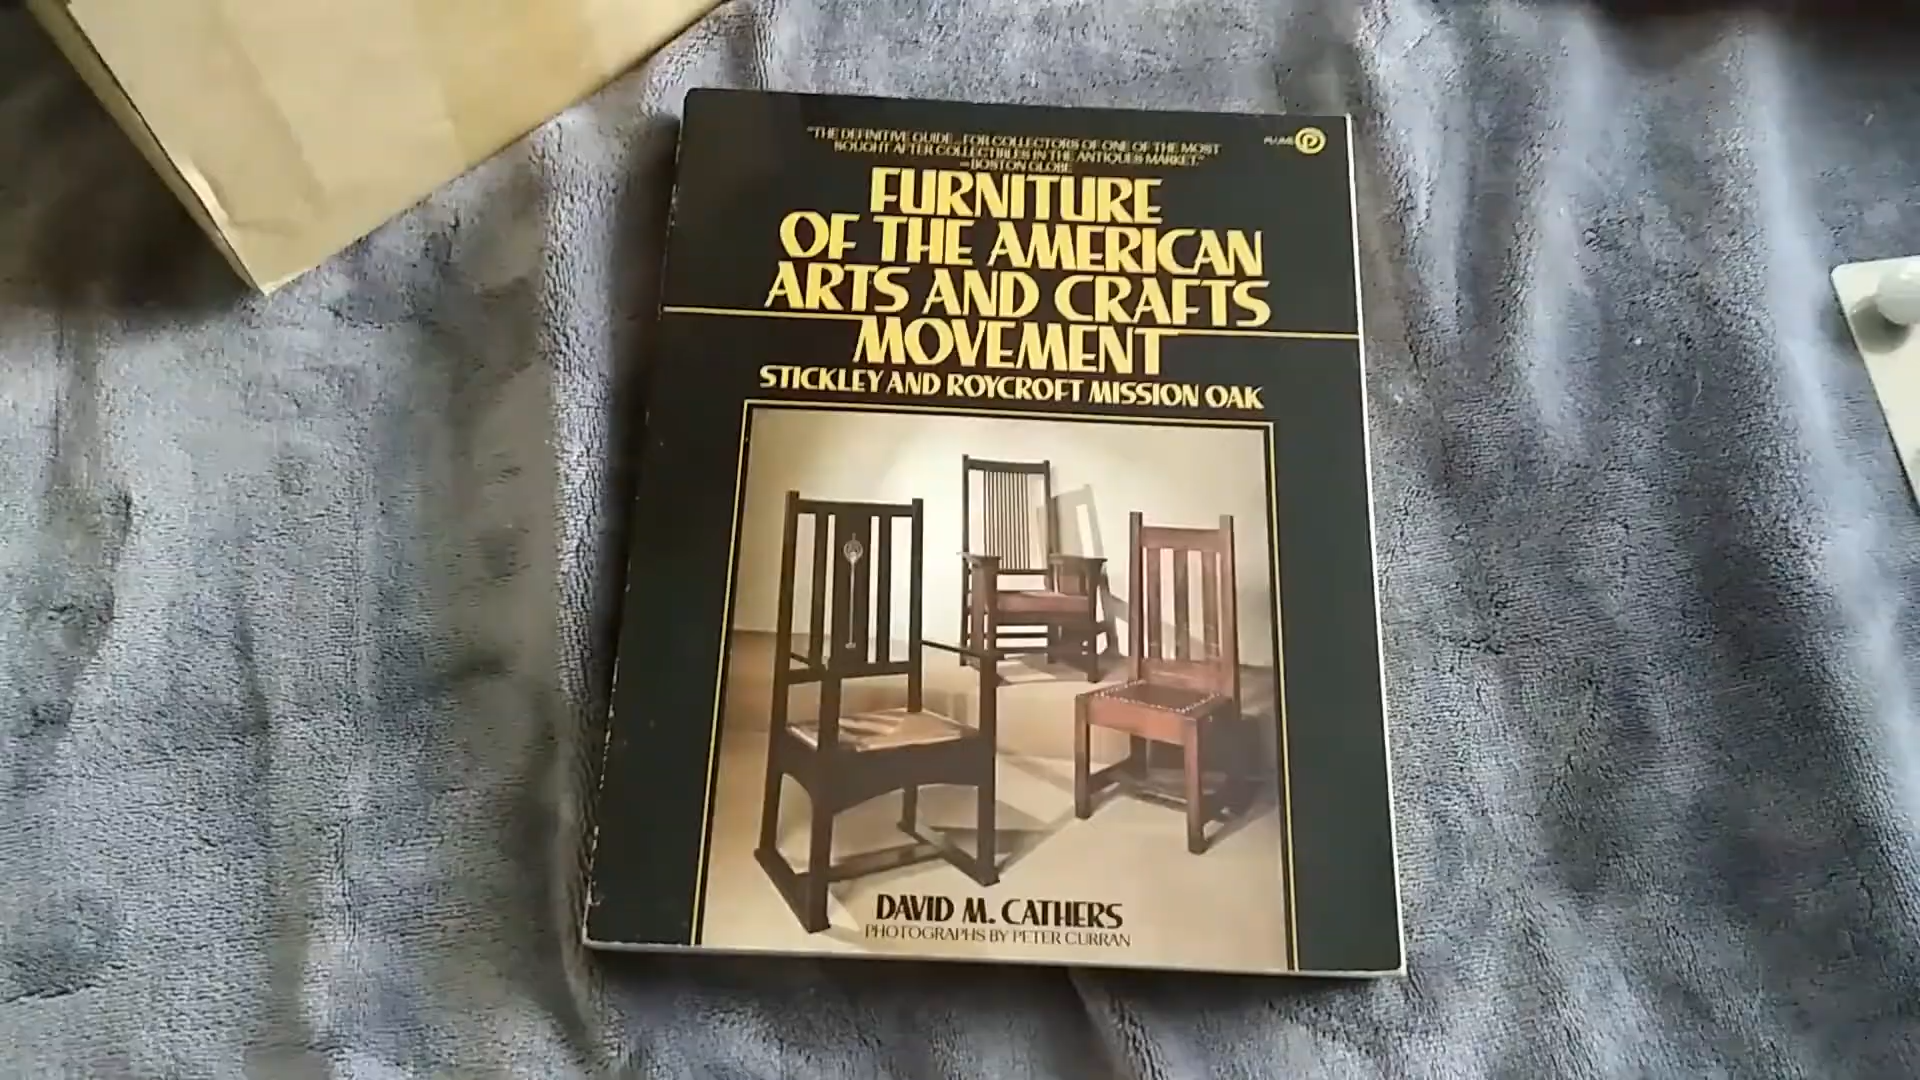 "THE DEFINITIVE GUIDE...FOR COLLECTORS OF ONE OF THE MOST
SOUGHT AFTER COLLECTIBLES IN THE ANTIQUES MARKET."
—BOSTON GLOBE
PLUME
FURNITURE
OF THE AMERICAN
ARTS AND CRAFTS
MOVEMENT
STICKLEY AND ROYCROFT MISSION OAK
DAVID M. CATHERS
PHOTOGRAPHS BY PETER CURRAN